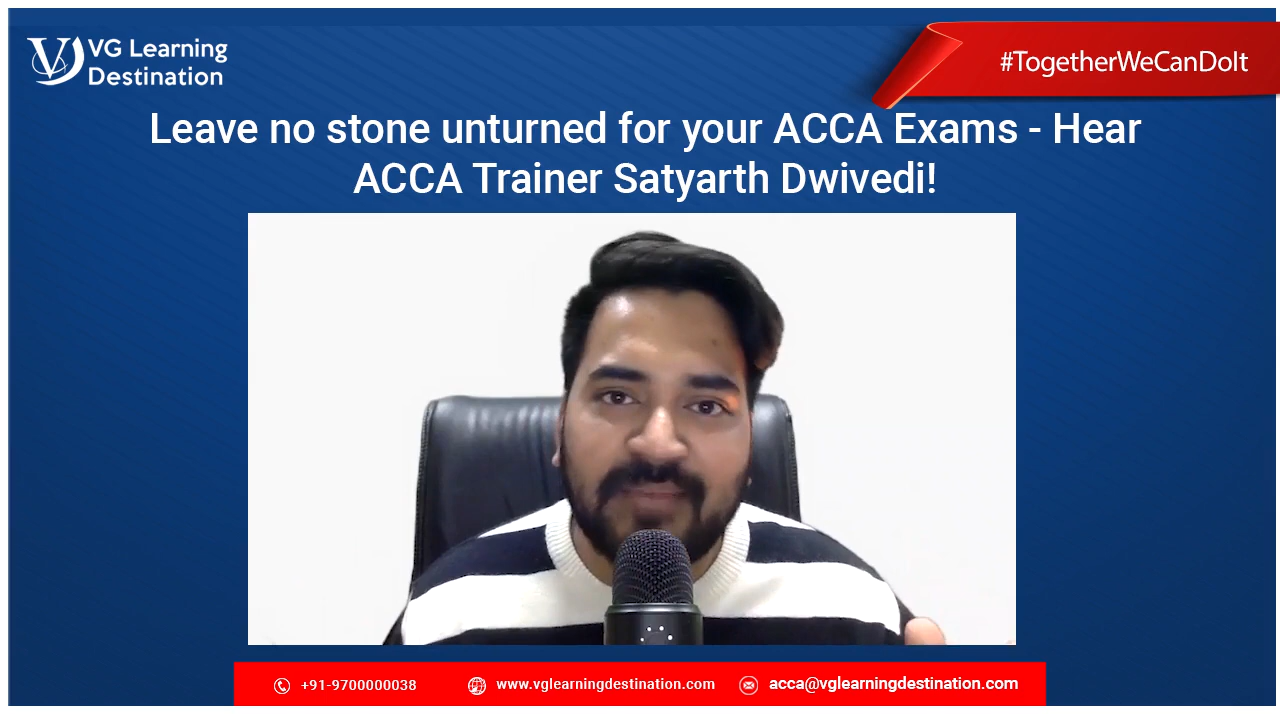 VG Learning
Destination
#TogetherWeCanDoIt
Leave no stone unturned for your ACCA Exams - Hear
ACCA Trainer Satyarth Dwivedi!
+91-9700000038
www.vglearningdestination.com
acca@vglearningdestination.com